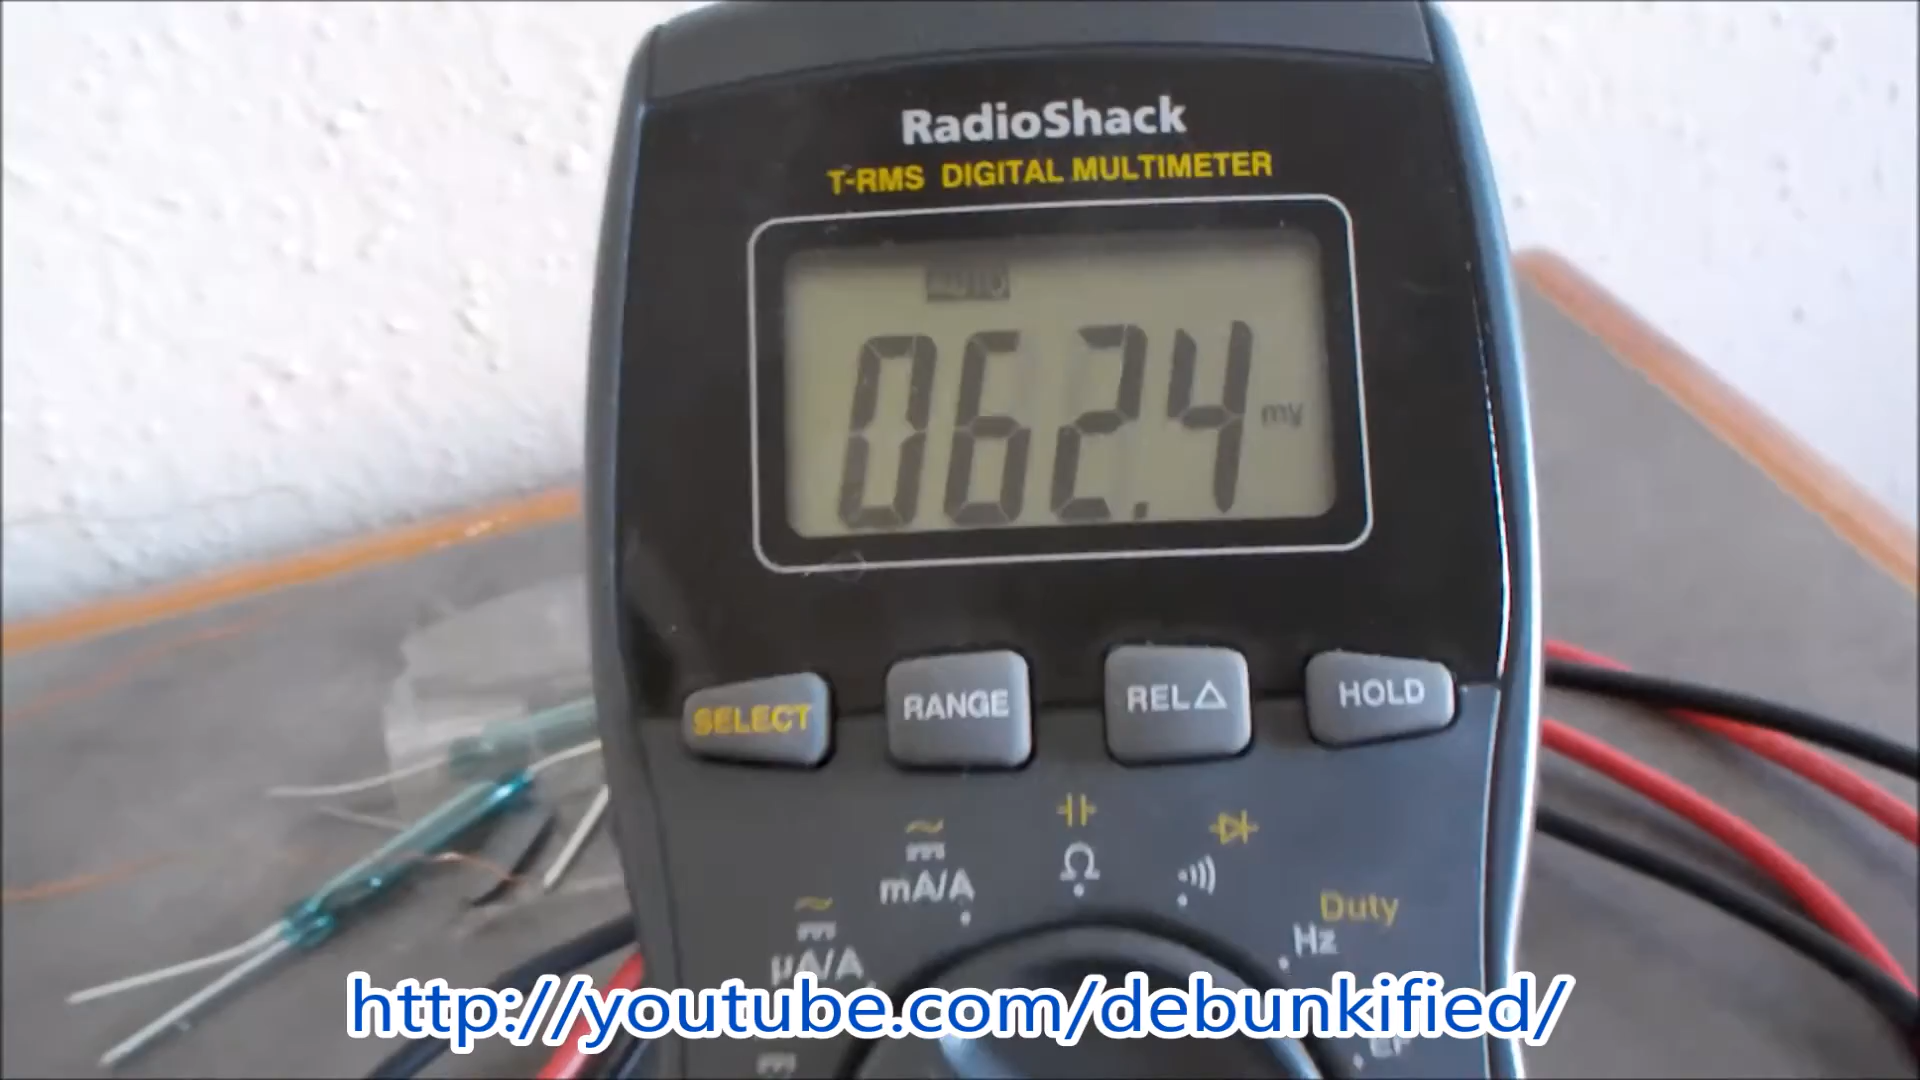 RadioShack
T-RMS DIGITAL MULTIMETER
AUTO
062.4 mV
SELECT RANGE REL△ HOLD
mA/A Ω
Duty
Hz
µA/A
http://youtube.com/debunkified/